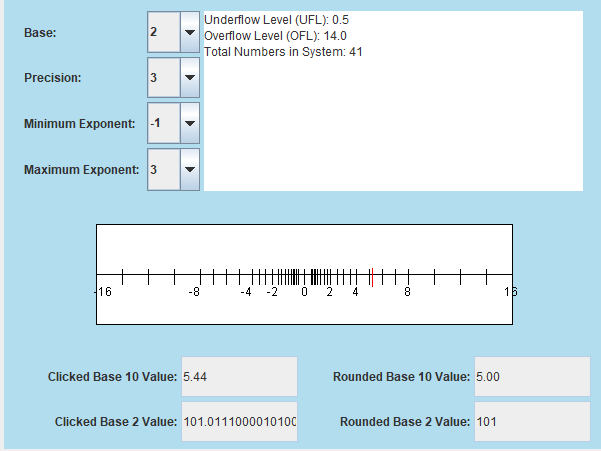 Base:
2
Underflow Level (UFL): 0.5
Overflow Level (OFL): 14.0
Total Numbers in System: 41
Precision:
3
Minimum Exponent:
-1
Maximum Exponent:
3
-16 -8 -4 -2 0 2 4 8 16
Clicked Base 10 Value: 5.44 Rounded Base 10 Value: 5.00
Clicked Base 2 Value: 101.0111000010100 Rounded Base 2 Value: 101